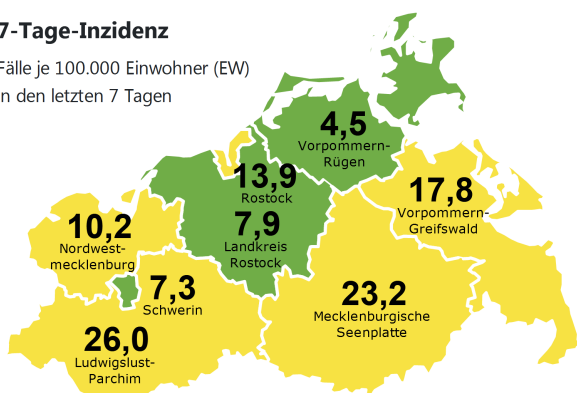 7-Tage-Inzidenz
Fälle je 100.000 Einwohner (EW)
in den letzten 7 Tagen
4,5
Vorpommern-
Rügen
13,9
Rostock
17,8
Vorpommern-
Greifswald
7,9
Landkreis
Rostock
10,2
Nordwest-
mecklenburg
7,3
Schwerin
23,2
Mecklenburgische
Seenplatte
26,0
Ludwigslust-
Parchim